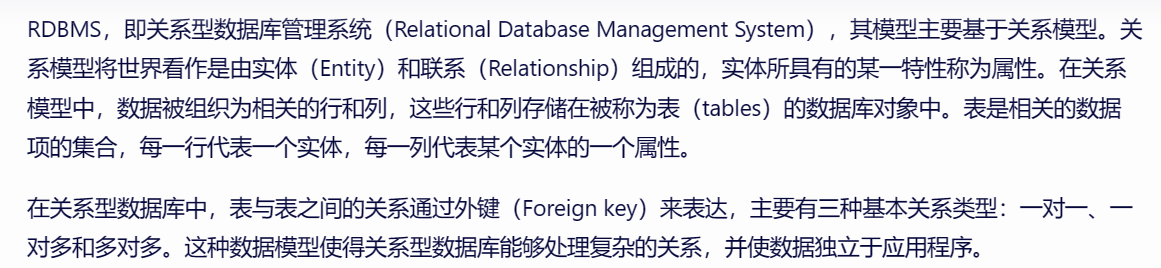 RDBMS，即关系型数据库管理系统（Relational Database Management System），其模型主要基于关系模型。关
系模型将世界看作是由实体（Entity）和联系（Relationship）组成的，实体所具有的某一特性称为属性。在关系
模型中，数据被组织为相关的行和列，这些行和列存储在被称为表（tables）的数据库对象中。表是相关的数据
项的集合，每一行代表一个实体，每一列代表某个实体的一个属性。
在关系型数据库中，表与表之间的关系通过外键（Foreign key）来表达，主要有三种基本关系类型：一对一、一
对多和多对多。这种数据模型使得关系型数据库能够处理复杂的关系，并使数据独立于应用程序。